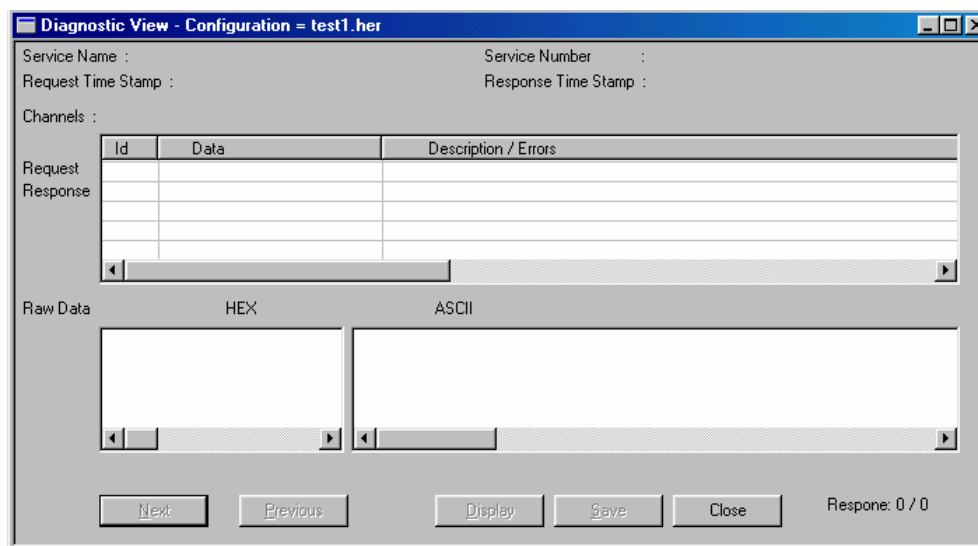 Diagnostic View - Configuration = test1.her
Service Name :
Service Number :
Request Time Stamp :
Response Time Stamp :
Channels :
Id Data Description / Errors
Request
Response
Raw Data HEX ASCII
Next Previous Display Save Close Respone: 0 / 0